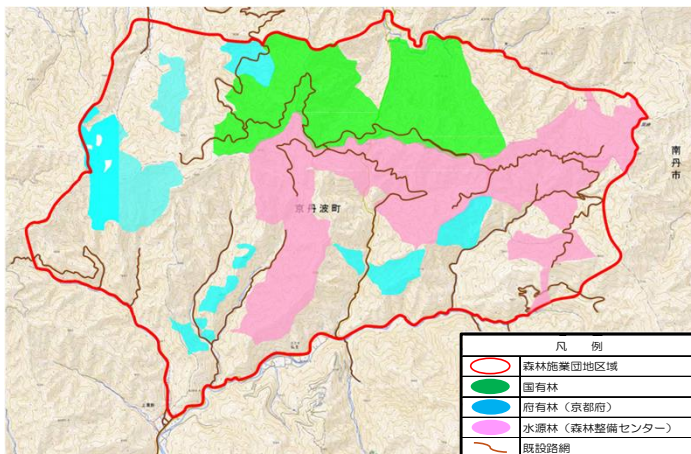 南丹市
京丹波町
凡 例
森林施業団地区域
国有林
府有林（京都府）
水源林（森林整備センター）
既設路網